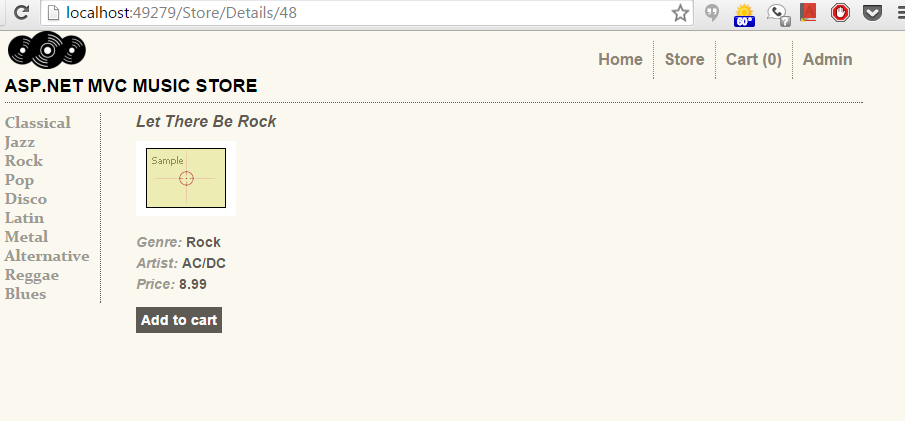 localhost:49279/Store/Details/48
60°
?
A
ASP.NET MVC MUSIC STORE
Home
Store
Cart (0)
Admin
Classical
Jazz
Rock
Pop
Disco
Latin
Metal
Alternative
Reggae
Blues
Let There Be Rock
Sample
Genre: Rock
Artist: AC/DC
Price: 8.99
Add to cart